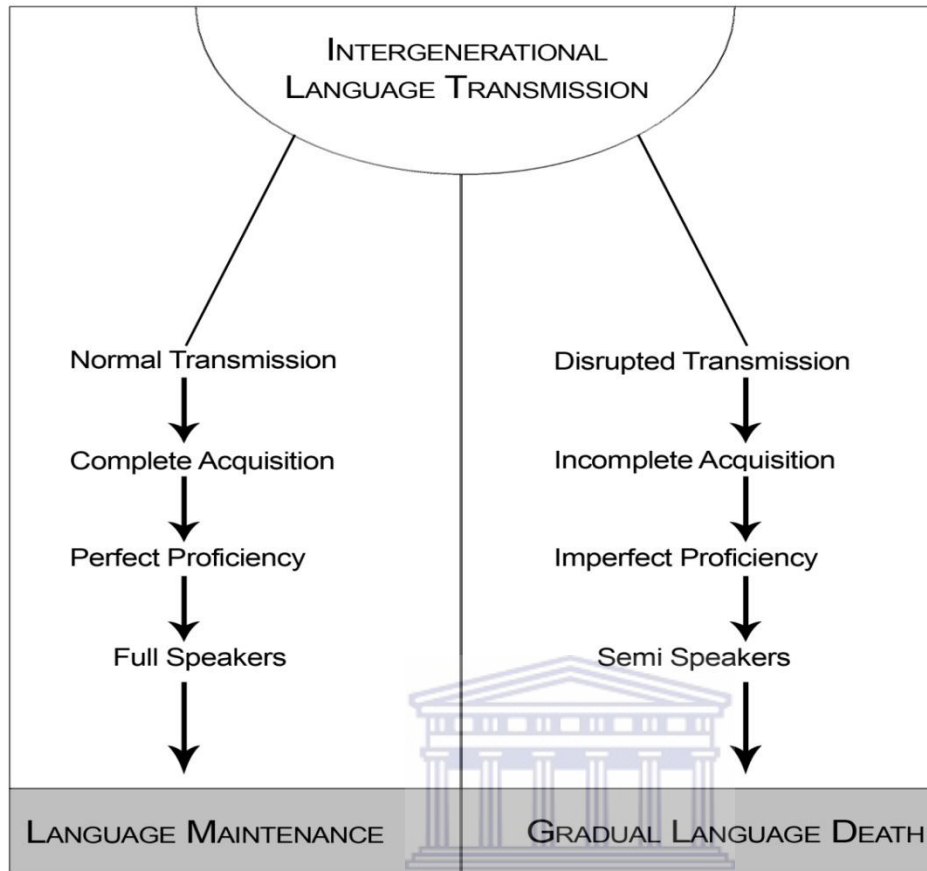 INTERGENERATIONAL
LANGUAGE TRANSMISSION
Normal Transmission
Complete Acquisition
Perfect Proficiency
Full Speakers
LANGUAGE MAINTENANCE
Disrupted Transmission
Incomplete Acquisition
Imperfect Proficiency
Semi Speakers
GRADUAL LANGUAGE DEATH